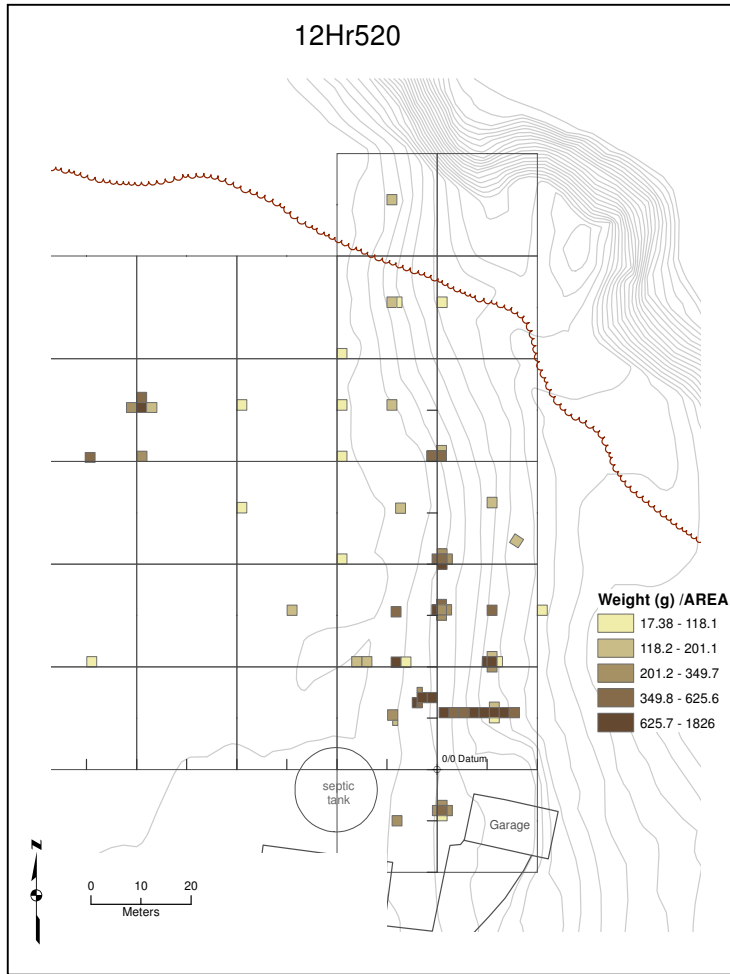 12Hr520
Weight (g) /AREA
17.38 - 118.1
118.2 - 201.1
201.2 - 349.7
349.8 - 625.6
625.7 - 1826
0/0 Datum
septic
tank
Garage
N
0 10 20
Meters